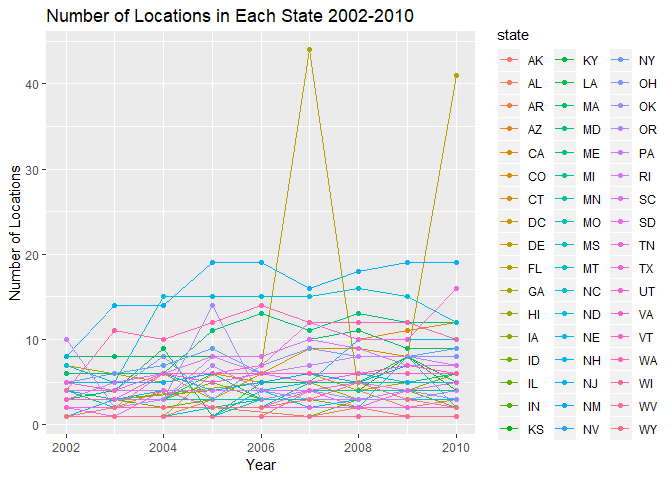 Number of Locations in Each State 2002-2010
Number of Locations
40
30
20
10
0
2002 2004 2006 2008 2010
Year
state
AK KY NY
AL LA OH
AR MA OK
AZ MD OR
CA ME PA
CO MI RI
CT MN SC
DC MO SD
DE MS TN
FL MT TX
GA NC UT
HI ND VA
IA NE VT
ID NH WA
IL NJ WI
IN NM WV
KS NV WY